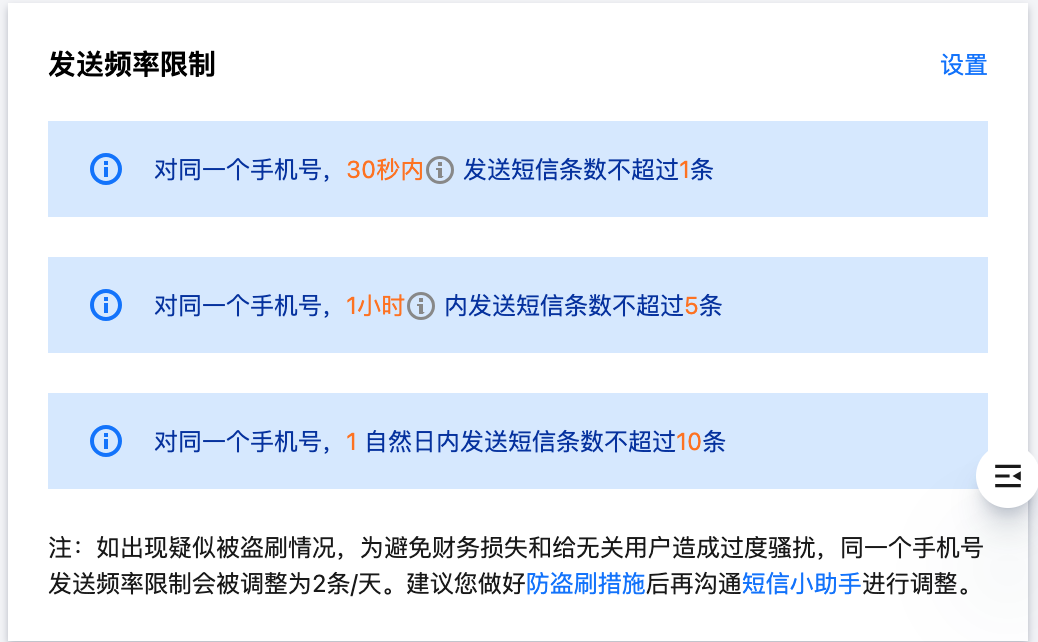 发送频率限制 设置
对同一个手机号，30秒内 发送短信条数不超过1条
对同一个手机号，1小时 内发送短信条数不超过5条
对同一个手机号，1 自然日内发送短信条数不超过10条
注：如出现疑似被盗刷情况，为避免财务损失和给无关用户造成过度骚扰，同一个手机号
发送频率限制会被调整为2条/天。建议您做好防盗刷措施后再沟通短信小助手进行调整。